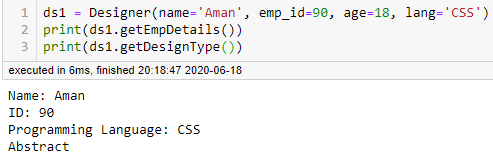 1 ds1 = Designer(name='Aman', emp_id=90, age=18, lang='CSS')
2 print(ds1.getEmpDetails())
3 print(ds1.getDesignType())
executed in 6ms, finished 20:18:47 2020-06-18
Name: Aman
ID: 90
Programming Language: CSS
Abstract